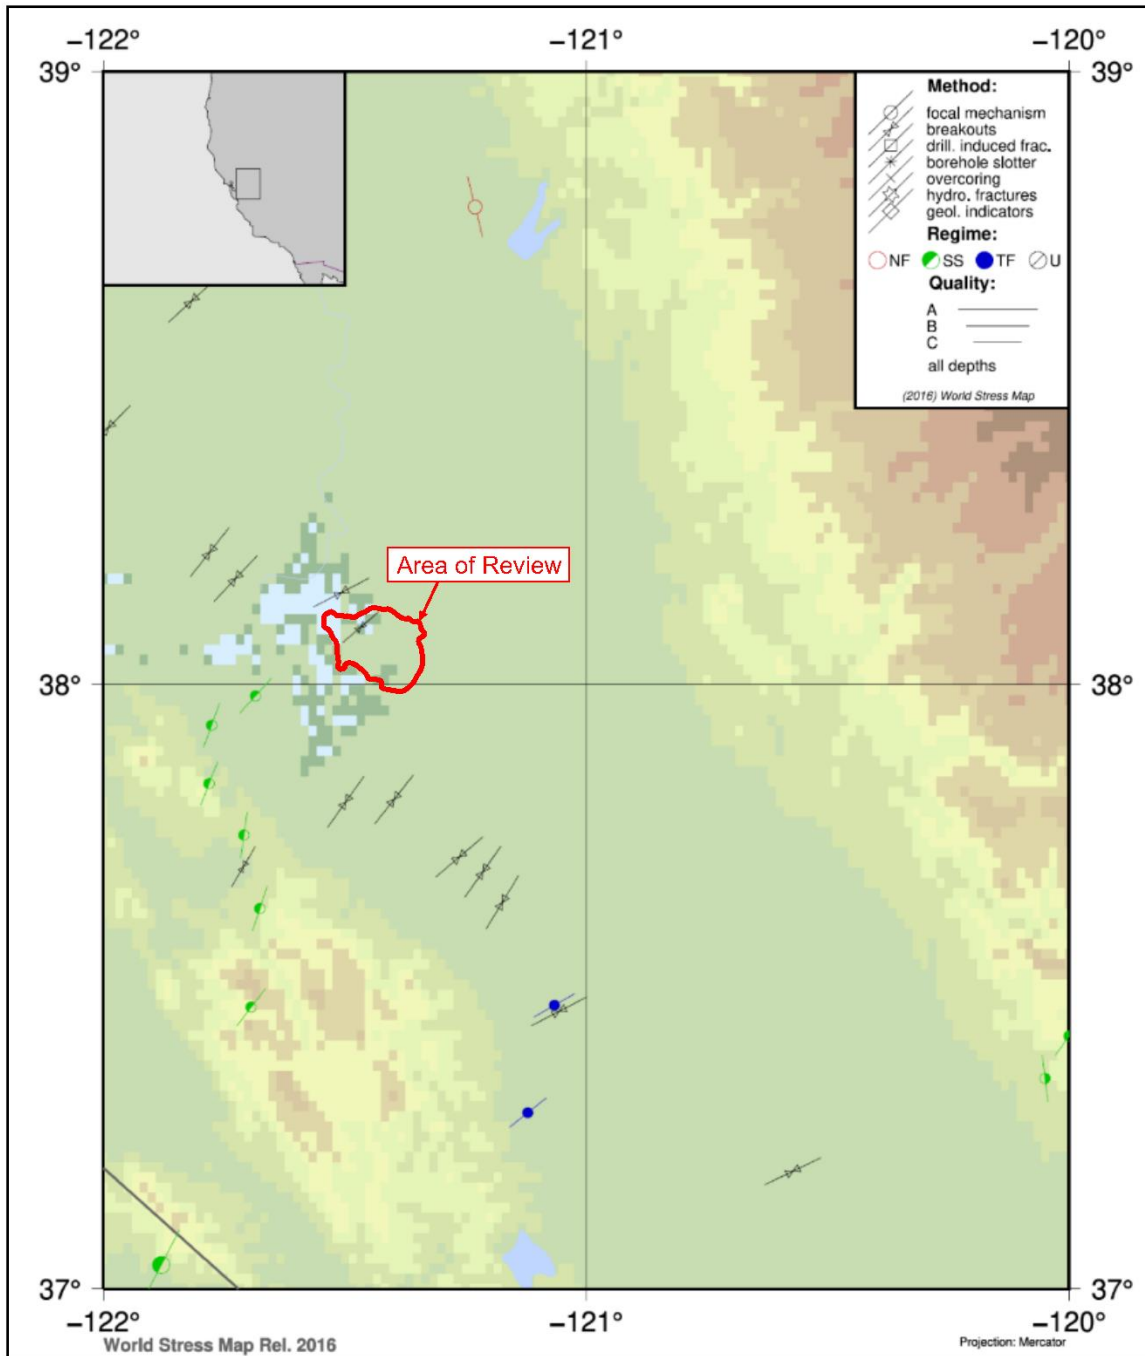 −122° −121° −120°
39° 39°
Method:
focal mechanism
breakouts
drill. induced frac.
borehole slotter
overcoring
hydro. fractures
geol. indicators
Regime:
NF SS TF U
Quality:
A
B
C
all depths
(2016) World Stress Map
Area of Review
38° 38°
37° 37°
−122° −121° −120°
World Stress Map Rel. 2016
Projection: Mercator